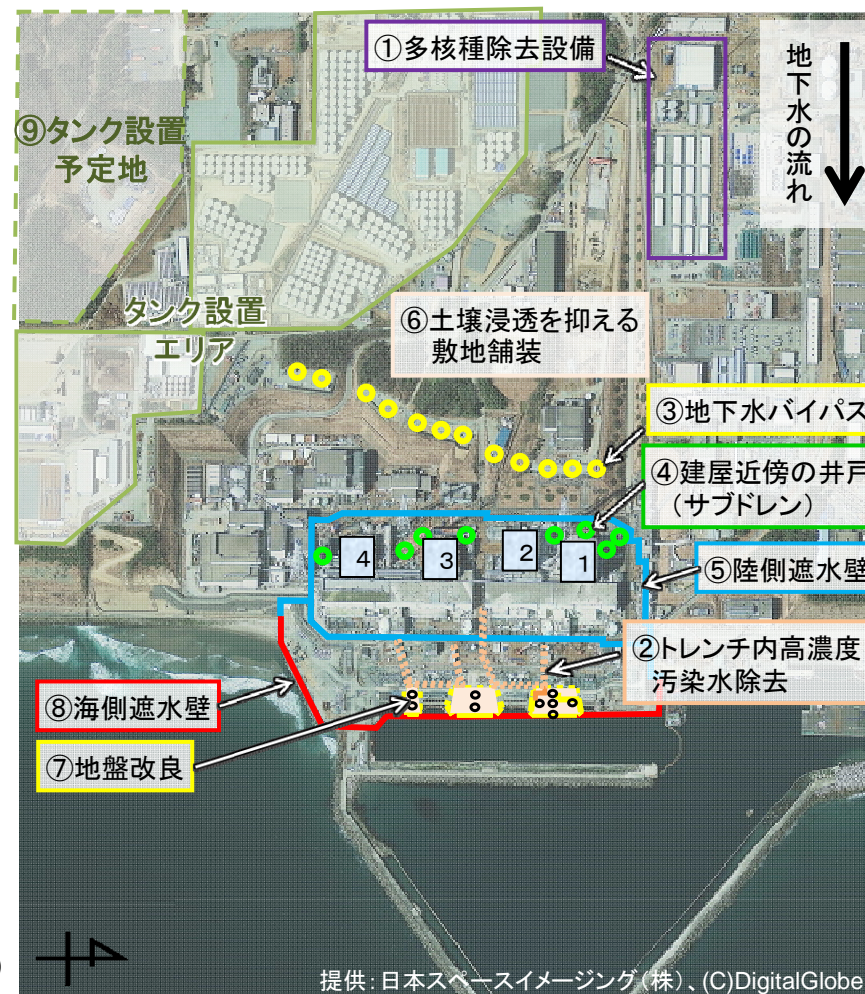 ①多核種除去設備
地下水の流れ
⑨タンク設置
予定地
タンク設置
エリア
⑥土壌浸透を抑える
敷地舗装
③地下水バイパス
④建屋近傍の井戸
（サブドレン）
4
3
2
1
⑤陸側遮水壁
②トレンチ内高濃度
汚染水除去
⑧海側遮水壁
⑦地盤改良
提供：日本スペースイメージング（株）、(C)DigitalGlobe